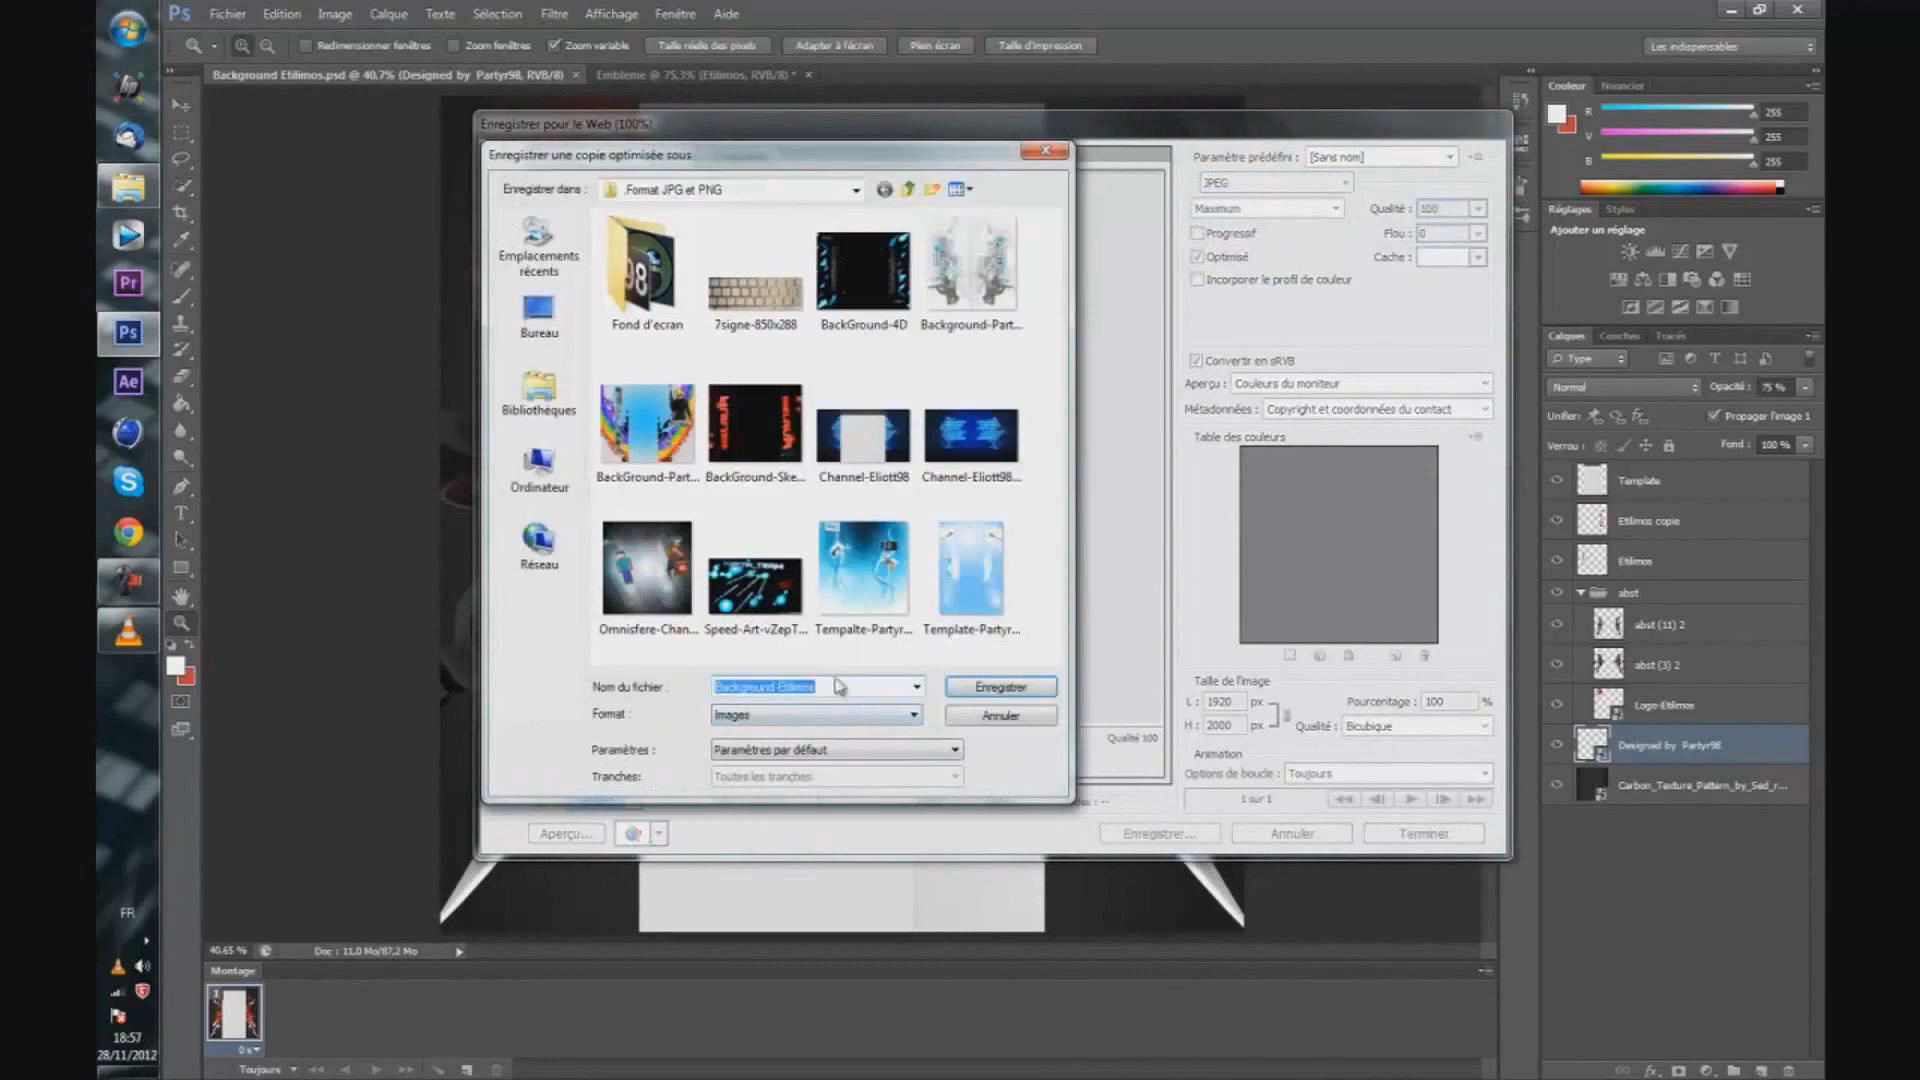 Ps Fichier Edition Image Calque Texte Sélection Filtre Affichage Fenêtre Aide
Redimensionner fenêtres Zoom fenêtres Zoom variable Taille réelle des pixels Adapter à l'écran Plein écran Taille d'impression Les indispensables
Background Etilimos.psd @ 40,7% (Designed by Partyr98, RVB/8) × Embleme @ 75.3% (Etilimos, RVB/8) * ×
Enregistrer pour le Web (100%)
Enregistrer une copie optimisée sous
Enregistrer dans : .Format JPG et PNG
Emplacements récents
Bureau
Bibliothèques
Ordinateur
Réseau
Fond d'ecran 7signe-850x288 BackGround-4D Background-Part...
BackGround-Part... BackGround-Ske... Channel-Eliott98 Channel-Eliott98...
Omnisfere-Chan... Speed-Art-vZepT... Tempalte-Partyr... Template-Partyr...
Nom du fichier : Background-Etilimos Enregistrer
Format : Images Annuler
Paramètres : Paramètres par défaut
Tranches: Toutes les tranches
Aperçu... Enregistrer... Annuler Terminer
Paramètre prédéfini : [Sans nom]
JPEG
Maximum Qualité : 100
Progressif Flou : 0
Optimisé Cache :
Incorporer le profil de couleur
Convertir en sRVB
Aperçu : Couleurs du moniteur
Métadonnées : Copyright et coordonnées du contact
Table des couleurs
Taille de l'image
L : 1920 px Pourcentage : 100 %
H : 2000 px Qualité : Bicubique
Qualité 100
Animation
Options de boucle : Toujours
1 sur 1
Couleur Nuancier
R 255
V 255
B 255
Réglages Styles
Ajouter un réglage
Calques Couches Tracés
Type
Normal Opacité : 75 %
Unifier : Propager l'image 1
Verrou : Fond : 100 %
Template
Etilimos copie
Etilimos
abst
abst (11) 2
abst (3) 2
Logo-Etilimos
Designed by Partyr98
Carbon_Texture_Pattern_by_Sed_r...
hp
Pr
Ps
Ae
FR
18:57
28/11/2012
40.65 % Doc : 11,0 Mo/87,2 Mo
Montage
1
0 s
Toujours